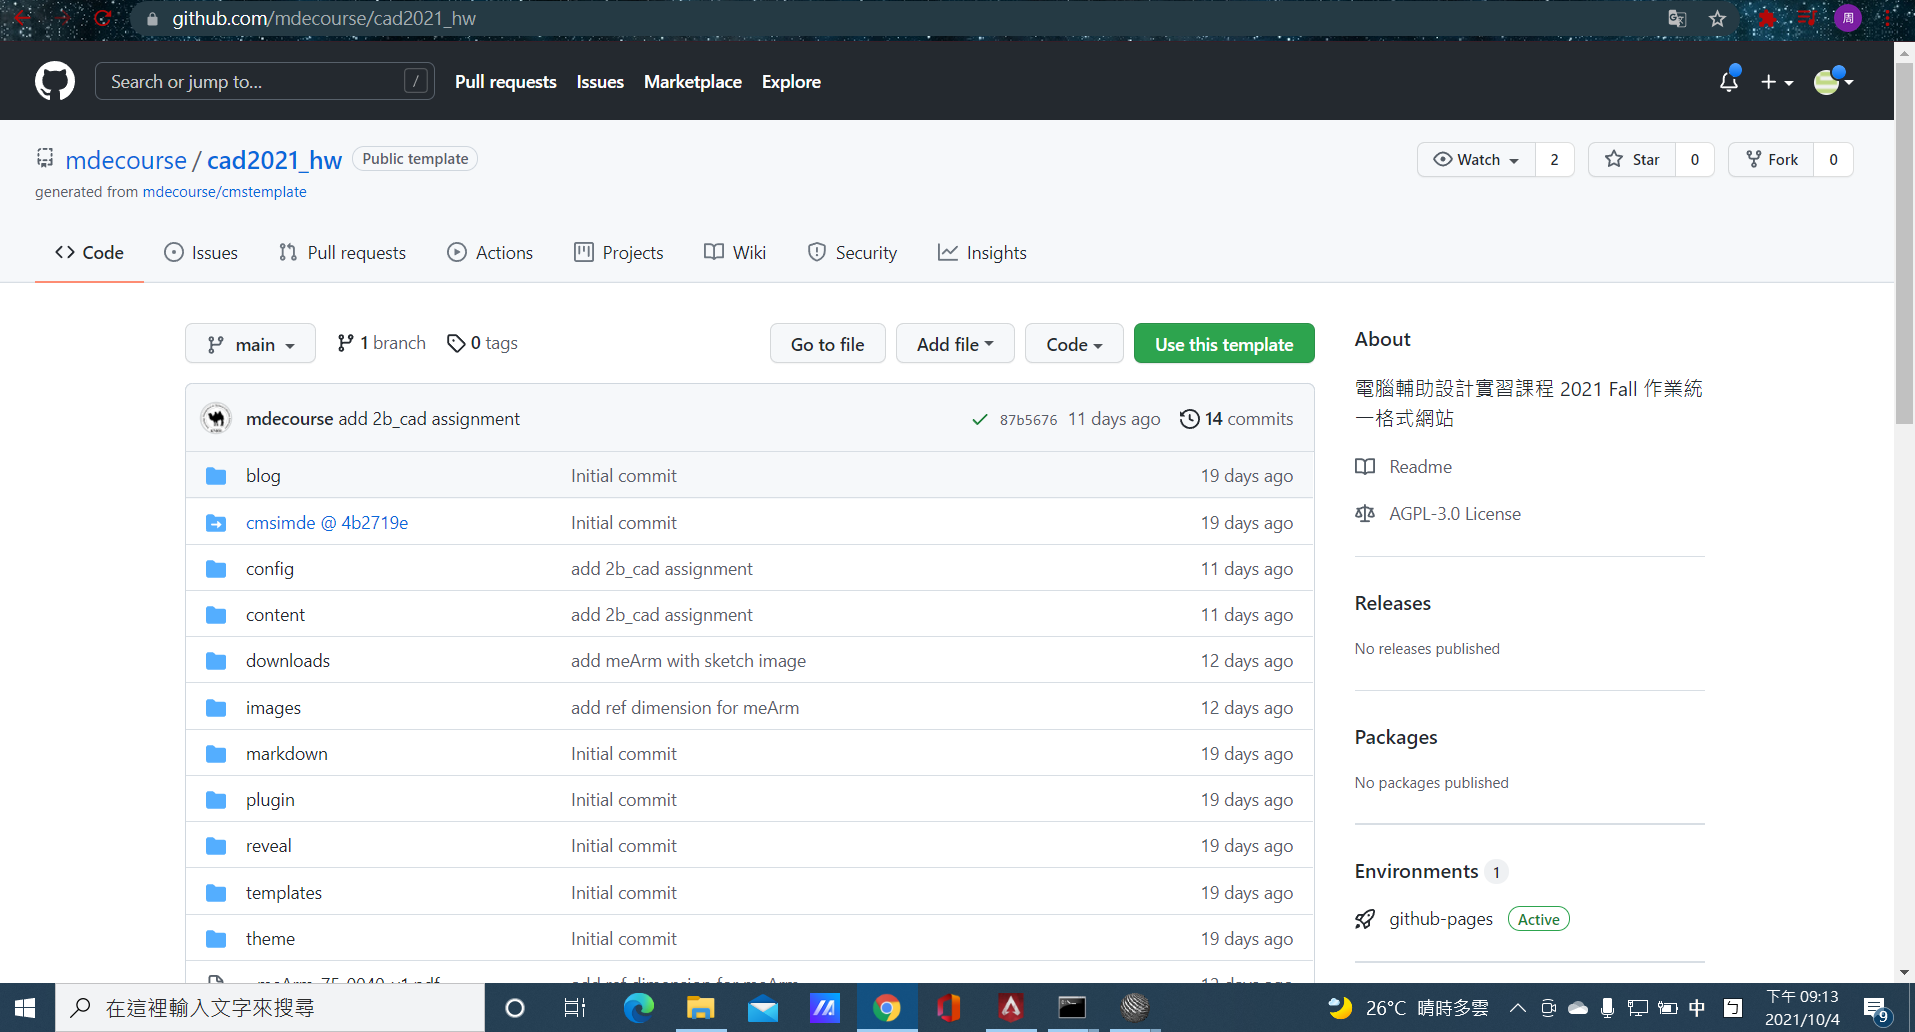 github.com/mdecourse/cad2021_hw
周
Search or jump to... /
Pull requests Issues Marketplace Explore
mdecourse / cad2021_hw Public template
Watch 2 Star 0 Fork 0
generated from mdecourse/cmstemplate
Code Issues Pull requests Actions Projects Wiki Security Insights
main 1 branch 0 tags Go to file Add file Code Use this template
mdecourse add 2b_cad assignment 87b5676 11 days ago 14 commits
blog Initial commit 19 days ago
cmsimde @ 4b2719e Initial commit 19 days ago
config add 2b_cad assignment 11 days ago
content add 2b_cad assignment 11 days ago
downloads add meArm with sketch image 12 days ago
images add ref dimension for meArm 12 days ago
markdown Initial commit 19 days ago
plugin Initial commit 19 days ago
reveal Initial commit 19 days ago
templates Initial commit 19 days ago
theme Initial commit 19 days ago
add ref dimension for meArm 12 days ago
About
電腦輔助設計實習課程 2021 Fall 作業統
一格式網站
Readme
AGPL-3.0 License
Releases
No releases published
Packages
No packages published
Environments 1
github-pages Active
在這裡輸入文字來搜尋
26°C 晴時多雲
中
下午 09:13
2021/10/4
9